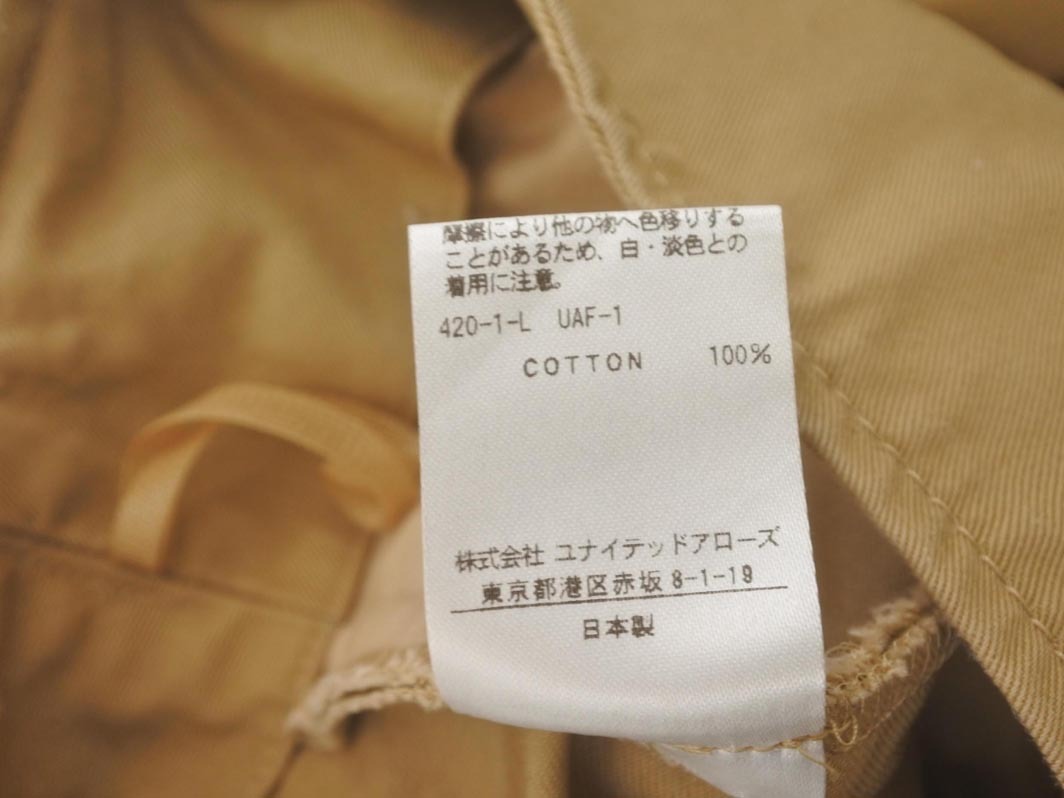 摩擦により他の物へ色移りする
ことがあるため、白・淡色との
着用に注意。
420-1-L UAF-1
COTTON 100%
株式会社 ユナイテッドアローズ
東京都港区赤坂 8-1-19
日本製